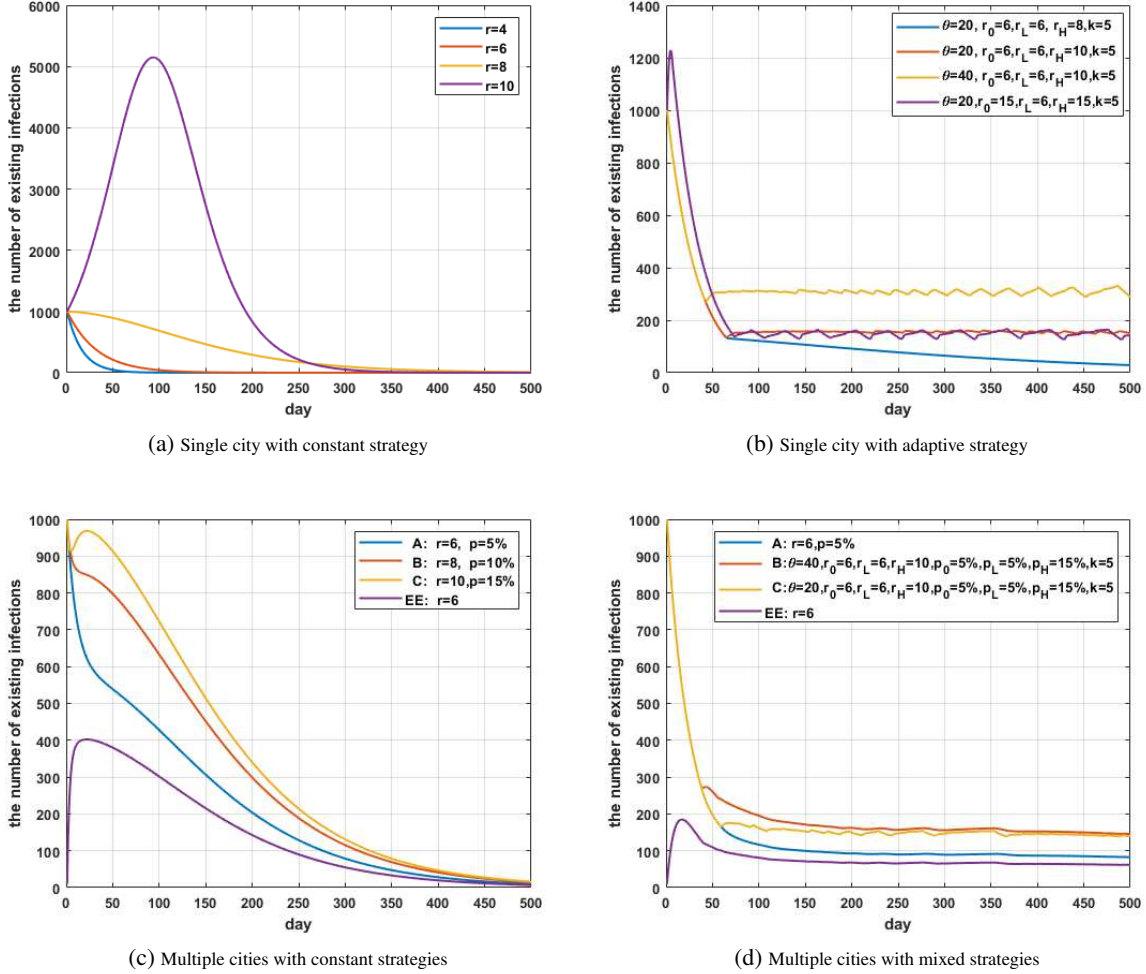 the number of existing infections
6000
5000
4000
3000
2000
1000
0
0 50 100 150 200 250 300 350 400 450 500
day
r=4
r=6
r=8
r=10
(a) Single city with constant strategy
the number of existing infections
1400
1200
1000
800
600
400
200
0
0 50 100 150 200 250 300 350 400 450 500
day
θ=20, r0=6,rL=6, rH=8,k=5
θ=20, r0=6,rL=6,rH=10,k=5
θ=40, r0=6,rL=6,rH=10,k=5
θ=20,r0=15,rL=6,rH=15,k=5
(b) Single city with adaptive strategy
the number of existing infections
1000
900
800
700
600
500
400
300
200
100
0
0 50 100 150 200 250 300 350 400 450 500
day
A: r=6, p=5%
B: r=8, p=10%
C: r=10,p=15%
EE: r=6
(c) Multiple cities with constant strategies
the number of existing infections
1000
900
800
700
600
500
400
300
200
100
0
0 50 100 150 200 250 300 350 400 450 500
day
A: r=6,p=5%
B:θ=40,r0=6,rL=6,rH=10,p0=5%,pL=5%,pH=15%,k=5
C:θ=20,r0=6,rL=6,rH=10,p0=5%,pL=5%,pH=15%,k=5
EE: r=6
(d) Multiple cities with mixed strategies